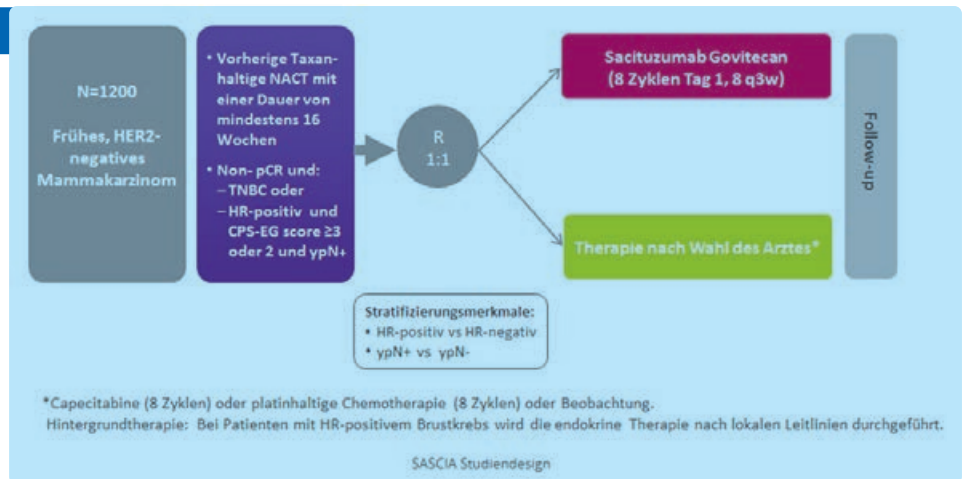 N=1200
Frühes, HER2-
negatives
Mammakarzinom
• Vorherige Taxan-
haltige NACT mit
einer Dauer von
mindestens 16
Wochen
• Non- pCR und:
– TNBC oder
– HR-positiv und
CPS-EG score ≥3
oder 2 und ypN+
R
1:1
Sacituzumab Govitecan
(8 Zyklen Tag 1, 8 q3w)
Therapie nach Wahl des Arztes*
Follow-up
Stratifizierungsmerkmale:
• HR-positiv vs HR-negativ
• ypN+ vs ypN-
*Capecitabine (8 Zyklen) oder platinhaltige Chemotherapie (8 Zyklen) oder Beobachtung.
Hintergrundtherapie: Bei Patienten mit HR-positivem Brustkrebs wird die endokrine Therapie nach lokalen Leitlinien durchgeführt.
SASCIA Studiendesign